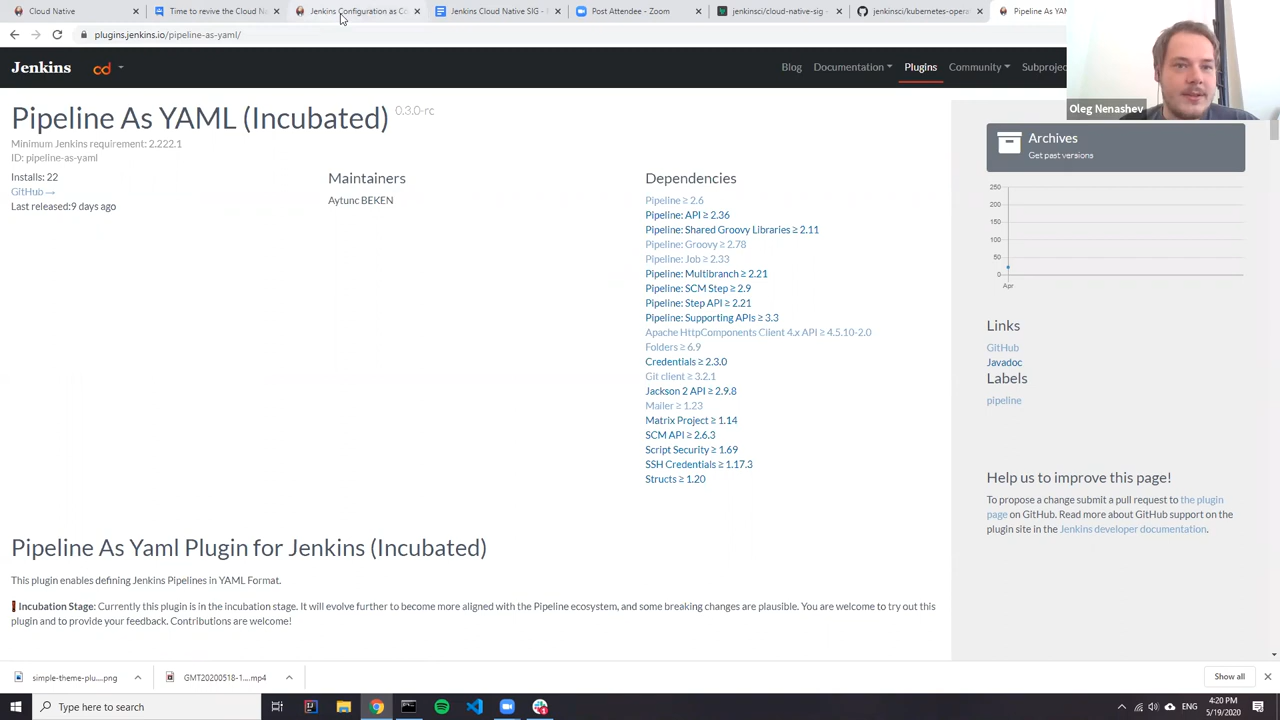 Cloud Native
Time to revive the Cloud Na
Jenkins Configuration as C
Jenkins Cloud Native SIG -
Post Attendee - Zoom
jenkinsci/cloud-native-sig -
jenkinsci/kubernetes-opera
Pipeline As YA
plugins.jenkins.io/pipeline-as-yaml/
Jenkins
cd
Blog
Documentation
Plugins
Community
Subprojec
Oleg Nenashev
Pipeline As YAML (Incubated) 0.3.0-rc
Minimum Jenkins requirement: 2.222.1
ID: pipeline-as-yaml
Installs: 22
GitHub →
Last released:9 days ago
Maintainers
Aytunc BEKEN
Dependencies
Pipeline ≥ 2.6
Pipeline: API ≥ 2.36
Pipeline: Shared Groovy Libraries ≥ 2.11
Pipeline: Groovy ≥ 2.78
Pipeline: Job ≥ 2.33
Pipeline: Multibranch ≥ 2.21
Pipeline: SCM Step ≥ 2.9
Pipeline: Step API ≥ 2.21
Pipeline: Supporting APIs ≥ 3.3
Apache HttpComponents Client 4.x API ≥ 4.5.10-2.0
Folders ≥ 6.9
Credentials ≥ 2.3.0
Git client ≥ 3.2.1
Jackson 2 API ≥ 2.9.8
Mailer ≥ 1.23
Matrix Project ≥ 1.14
SCM API ≥ 2.6.3
Script Security ≥ 1.69
SSH Credentials ≥ 1.17.3
Structs ≥ 1.20
Archives
Get past versions
250
200
150
100
50
0
Apr
Links
GitHub
Javadoc
Labels
pipeline
Help us to improve this page!
To propose a change submit a pull request to the plugin
page on GitHub. Read more about GitHub support on the
plugin site in the Jenkins developer documentation.
Pipeline As Yaml Plugin for Jenkins (Incubated)
This plugin enables defining Jenkins Pipelines in YAML Format.
Incubation Stage: Currently this plugin is in the incubation stage. It will evolve further to become more aligned with the Pipeline ecosystem, and some breaking changes are plausible. You are welcome to try out this
plugin and to provide your feedback. Contributions are welcome!
simple-theme-plu....png
GMT20200518-1....mp4
Show all
Type here to search
4:20 PM
5/19/2020